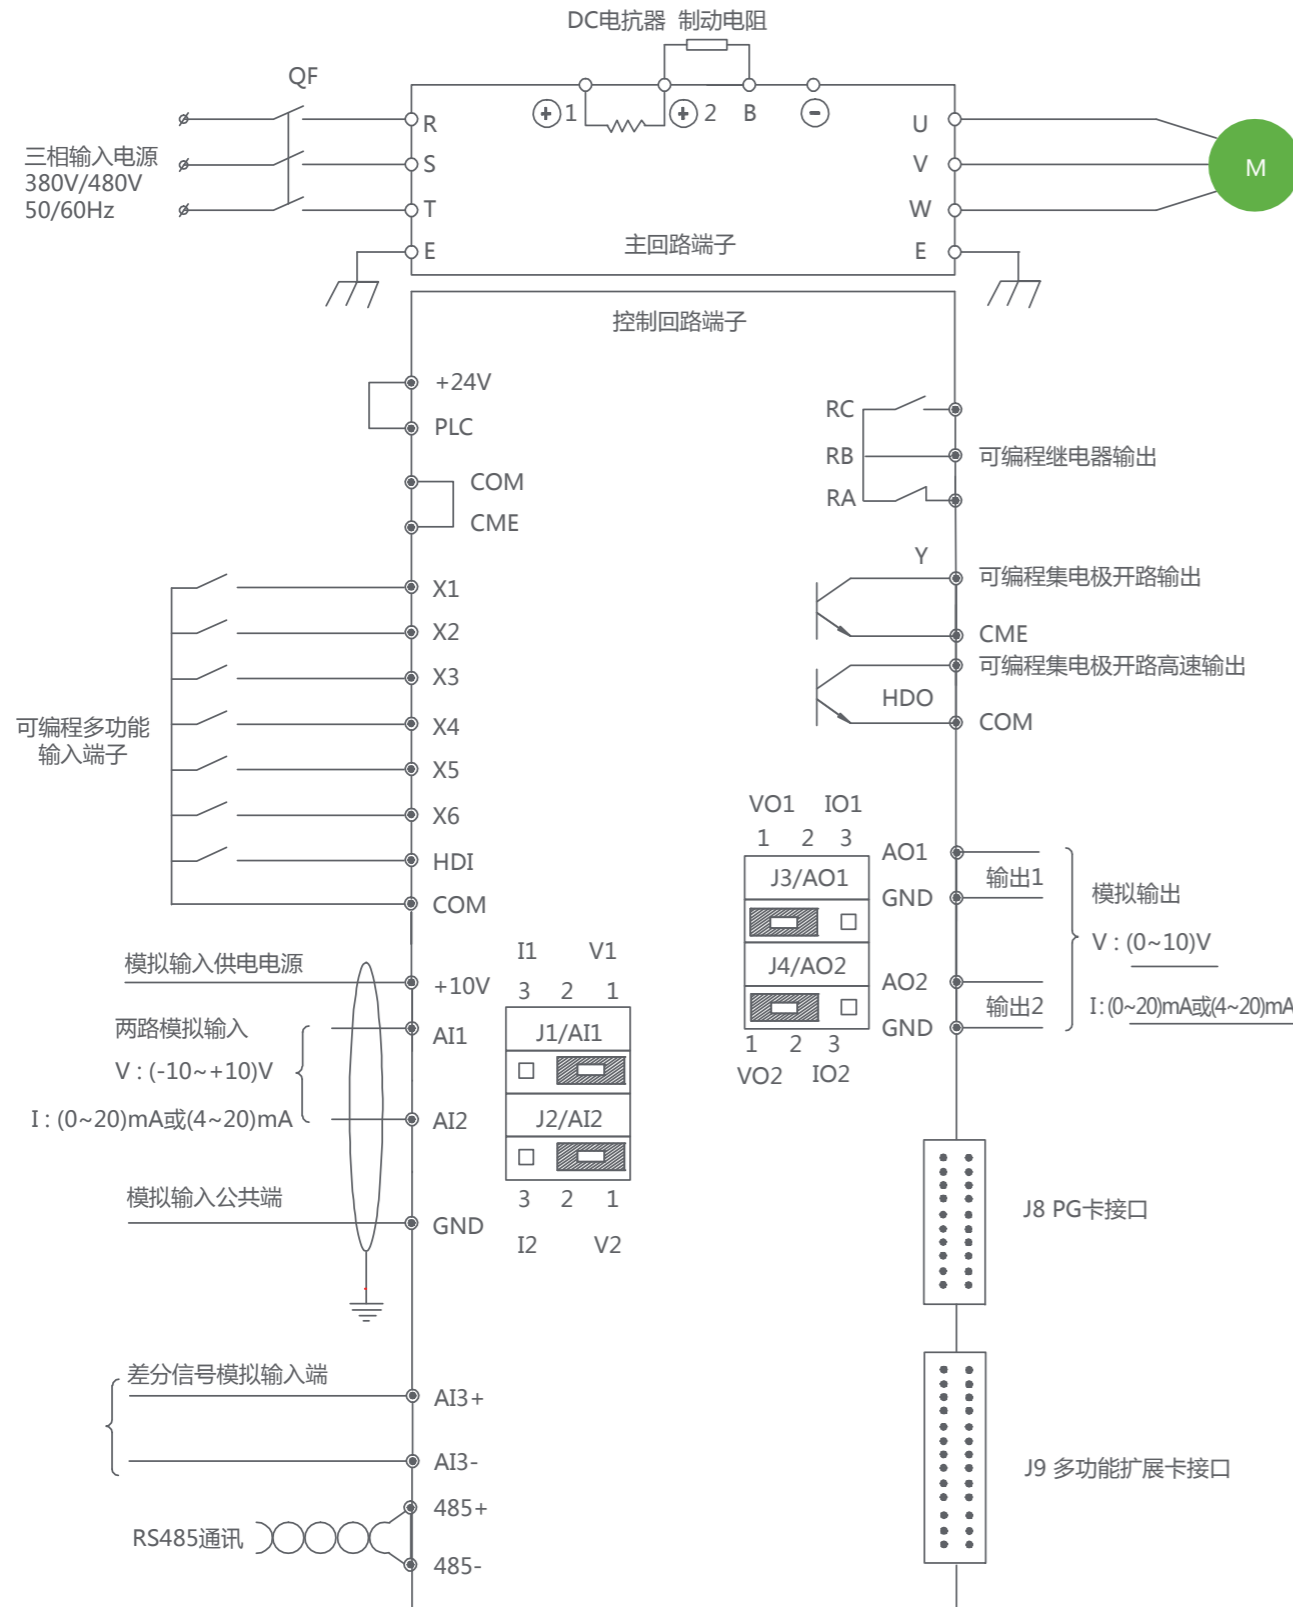 DC电抗器 制动电阻
QF
+ 1 + 2 B -
三相输入电源
380V/480V
50/60Hz
R
S
T
E
U
V
W
E
M
主回路端子
控制回路端子
+24V
PLC
COM
CME
RC
RB
RA
可编程继电器输出
Y
可编程集电极开路输出
CME
可编程集电极开路高速输出
HDO
COM
可编程多功能
输入端子
X1
X2
X3
X4
X5
X6
HDI
COM
VO1 IO1
1 2 3
J3/AO1
J4/AO2
1 2 3
VO2 IO2
AO1
GND
AO2
GND
输出1
输出2
模拟输出
V : (0~10)V
I : (0~20)mA或(4~20)mA
模拟输入供电电源
+10V
两路模拟输入
V : (-10~+10)V
I : (0~20)mA或(4~20)mA
AI1
AI2
模拟输入公共端
GND
I1 V1
3 2 1
J1/AI1
J2/AI2
3 2 1
I2 V2
J8 PG卡接口
差分信号模拟输入端
AI3+
AI3-
J9 多功能扩展卡接口
RS485通讯
485+
485-